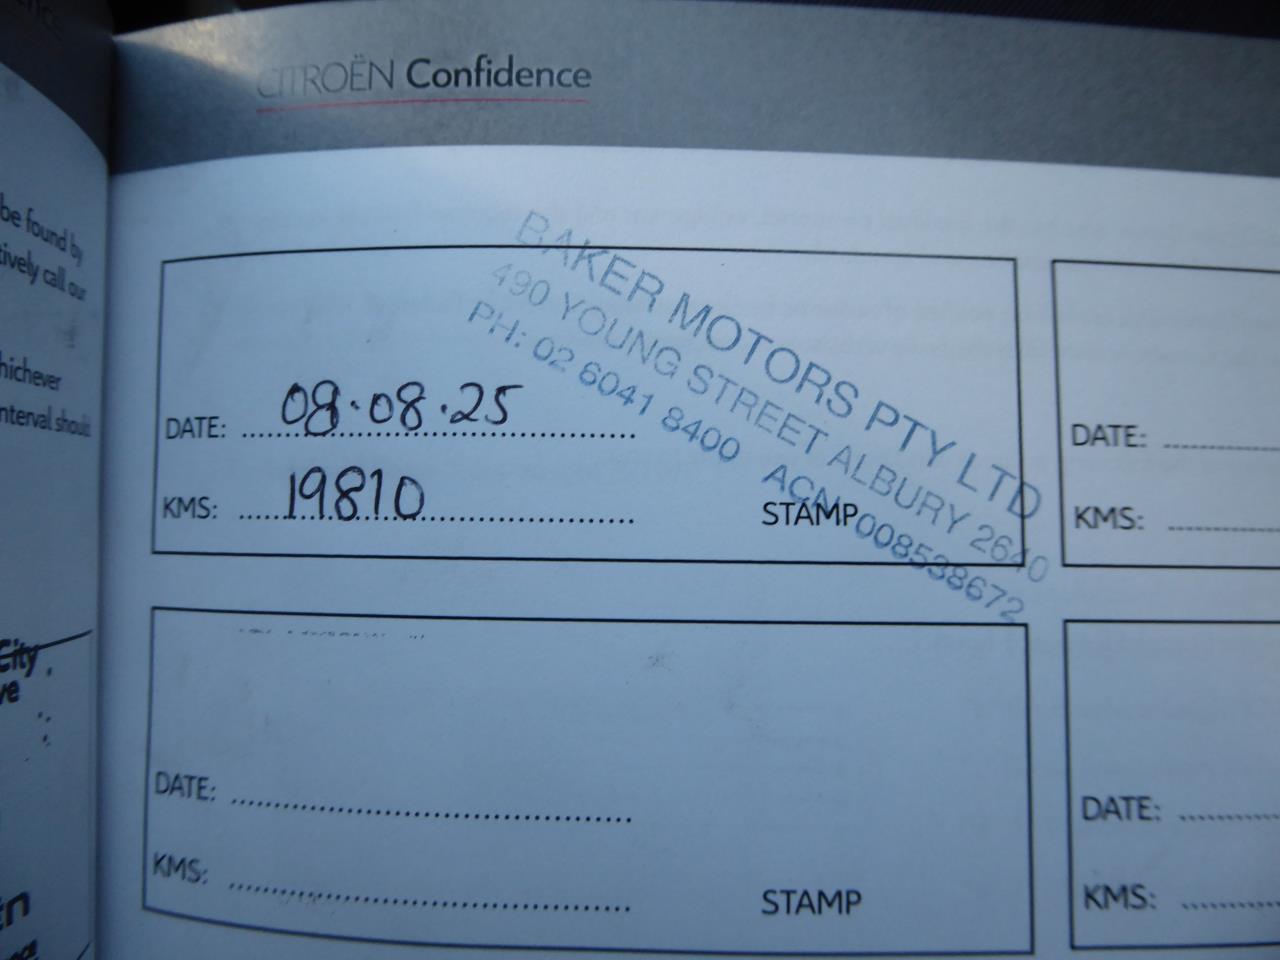 CITROËN Confidence
be found by
tively call our
hichever
nterval should
City
BAKER MOTORS PTY LTD
490 YOUNG STREET ALBURY 2640
PH: 02 6041 8400 ACN 008538672
DATE: 08·08·25
KMS: 19810
STAMP
DATE:
KMS:
DATE:
KMS:
STAMP
DATE:
KMS: